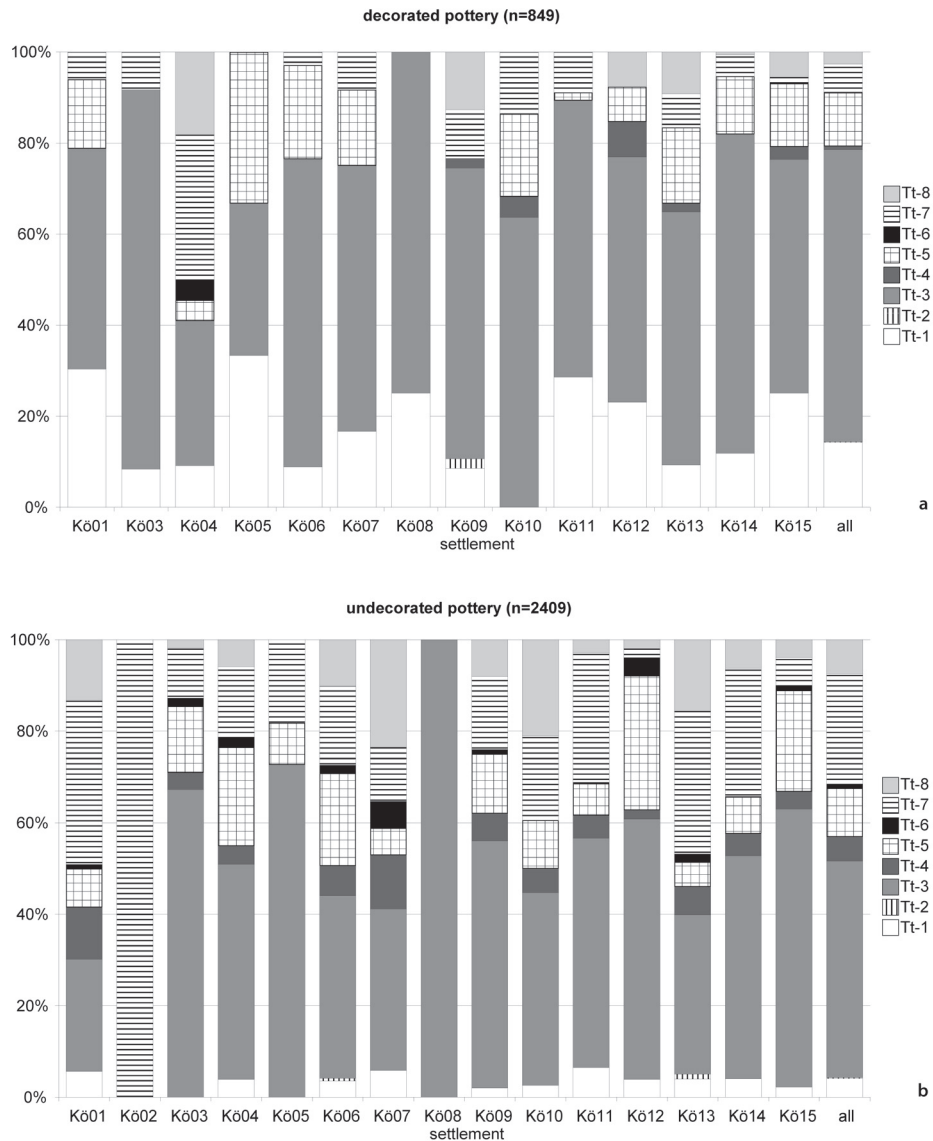 decorated pottery (n=849)
100%
80%
60%
40%
20%
0%
Kö01 Kö03 Kö04 Kö05 Kö06 Kö07 Kö08 Kö09 Kö10 Kö11 Kö12 Kö13 Kö14 Kö15 all
settlement
Tt-8
Tt-7
Tt-6
Tt-5
Tt-4
Tt-3
Tt-2
Tt-1
a
undecorated pottery (n=2409)
100%
80%
60%
40%
20%
0%
Kö01 Kö02 Kö03 Kö04 Kö05 Kö06 Kö07 Kö08 Kö09 Kö10 Kö11 Kö12 Kö13 Kö14 Kö15 all
settlement
Tt-8
Tt-7
Tt-6
Tt-5
Tt-4
Tt-3
Tt-2
Tt-1
b